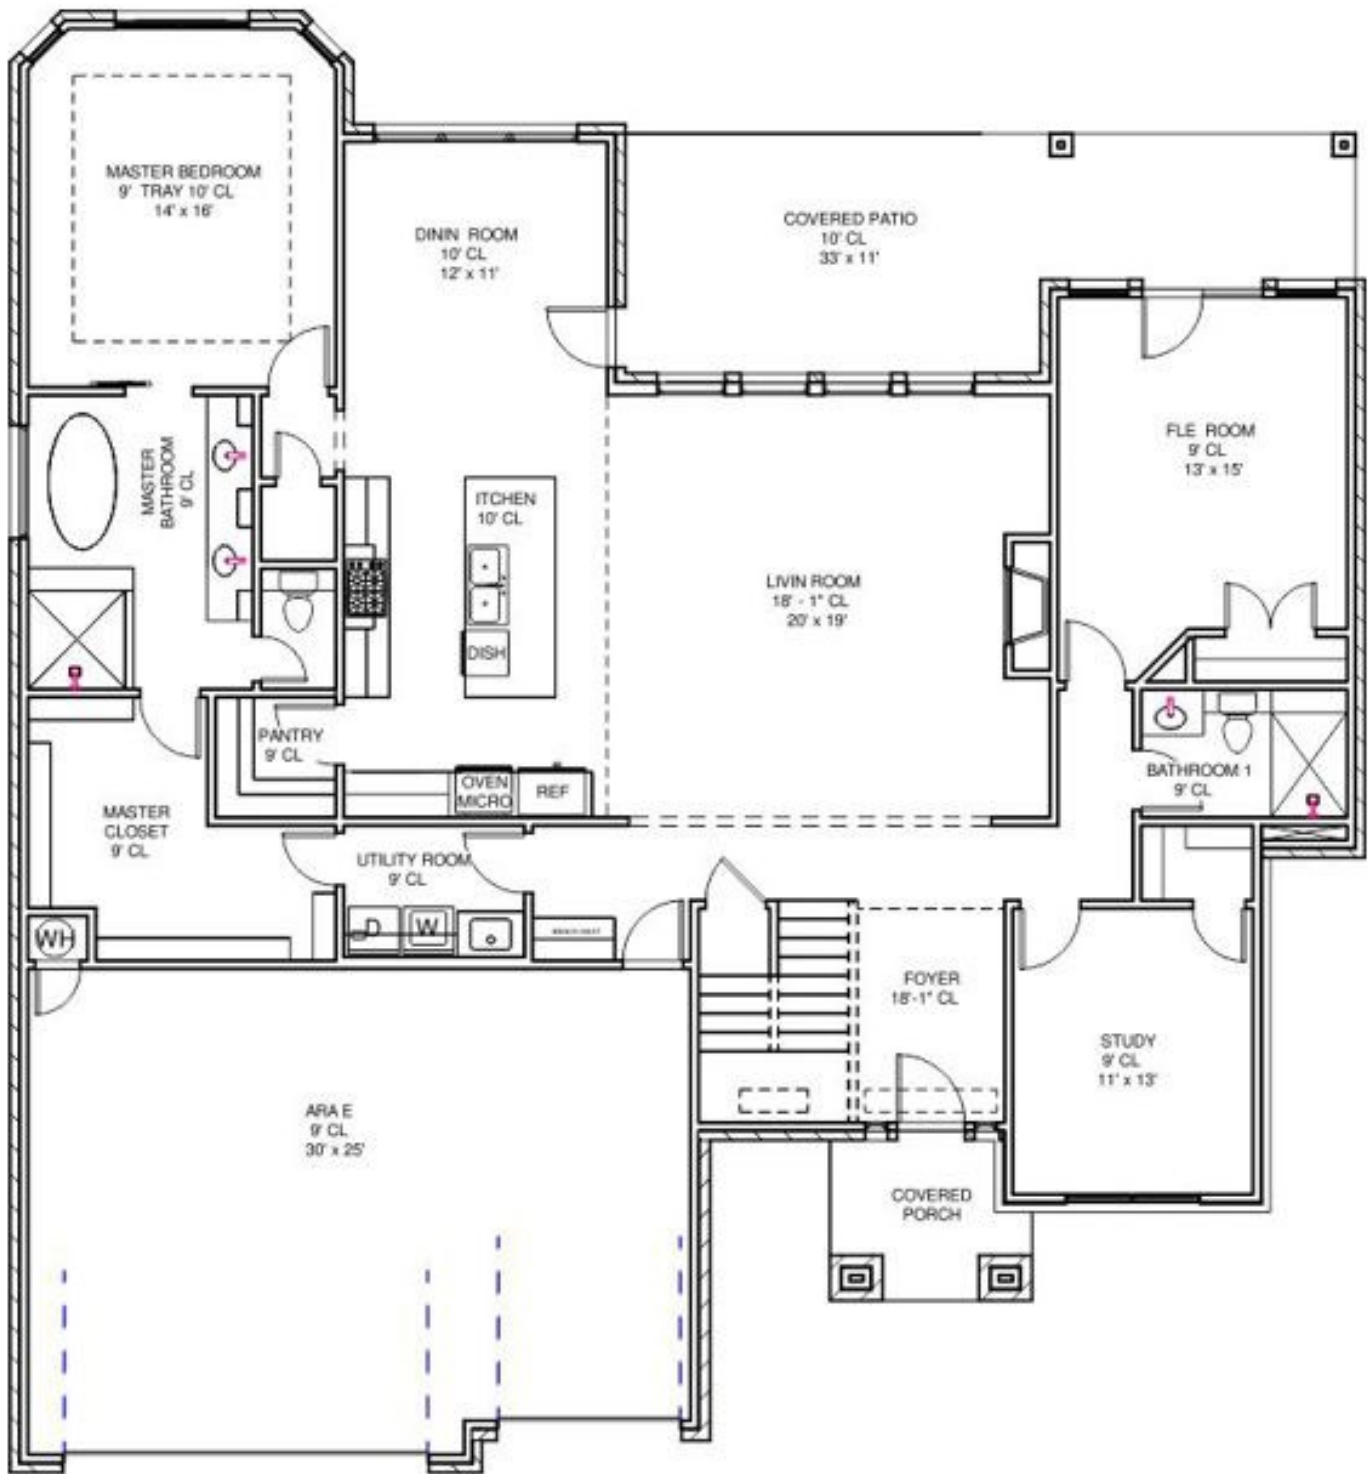 MASTER BEDROOM
9' TRAY 10' CL
14' x 16'
DININ ROOM
10' CL
12' x 11'
COVERED PATIO
10' CL
33' x 11'
FLE ROOM
9' CL
13' x 15'
MASTER
BATHROOM
9' CL
ITCHEN
10' CL
LIVIN ROOM
18' - 1" CL
20' x 19'
DISH
PANTRY
9' CL
OVEN
MICRO
REF
BATHROOM 1
9' CL
MASTER
CLOSET
9' CL
UTILITY ROOM
9' CL
D
W
WH
FOYER
18'-1" CL
STUDY
9' CL
11' x 13'
ARA E
9' CL
30' x 25'
COVERED
PORCH